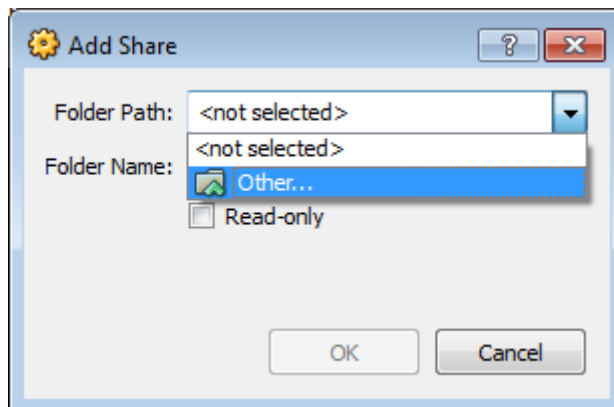 Add Share
Folder Path: <not selected>
<not selected>
Folder Name:
Other...
Read-only
OK Cancel